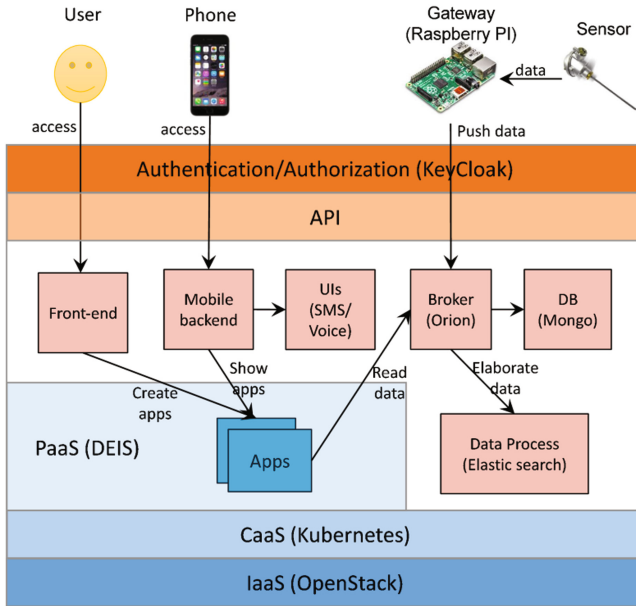 User
Phone
Gateway
(Raspberry PI)
Sensor
data
access
access
Push data
Authentication/Authorization (KeyCloak)
API
Front-end
Mobile
backend
UIs
(SMS/
Voice)
Broker
(Orion)
DB
(Mongo)
Create
apps
Show
apps
Read
data
Elaborate
data
PaaS (DEIS)
Apps
Data Process
(Elastic search)
CaaS (Kubernetes)
IaaS (OpenStack)